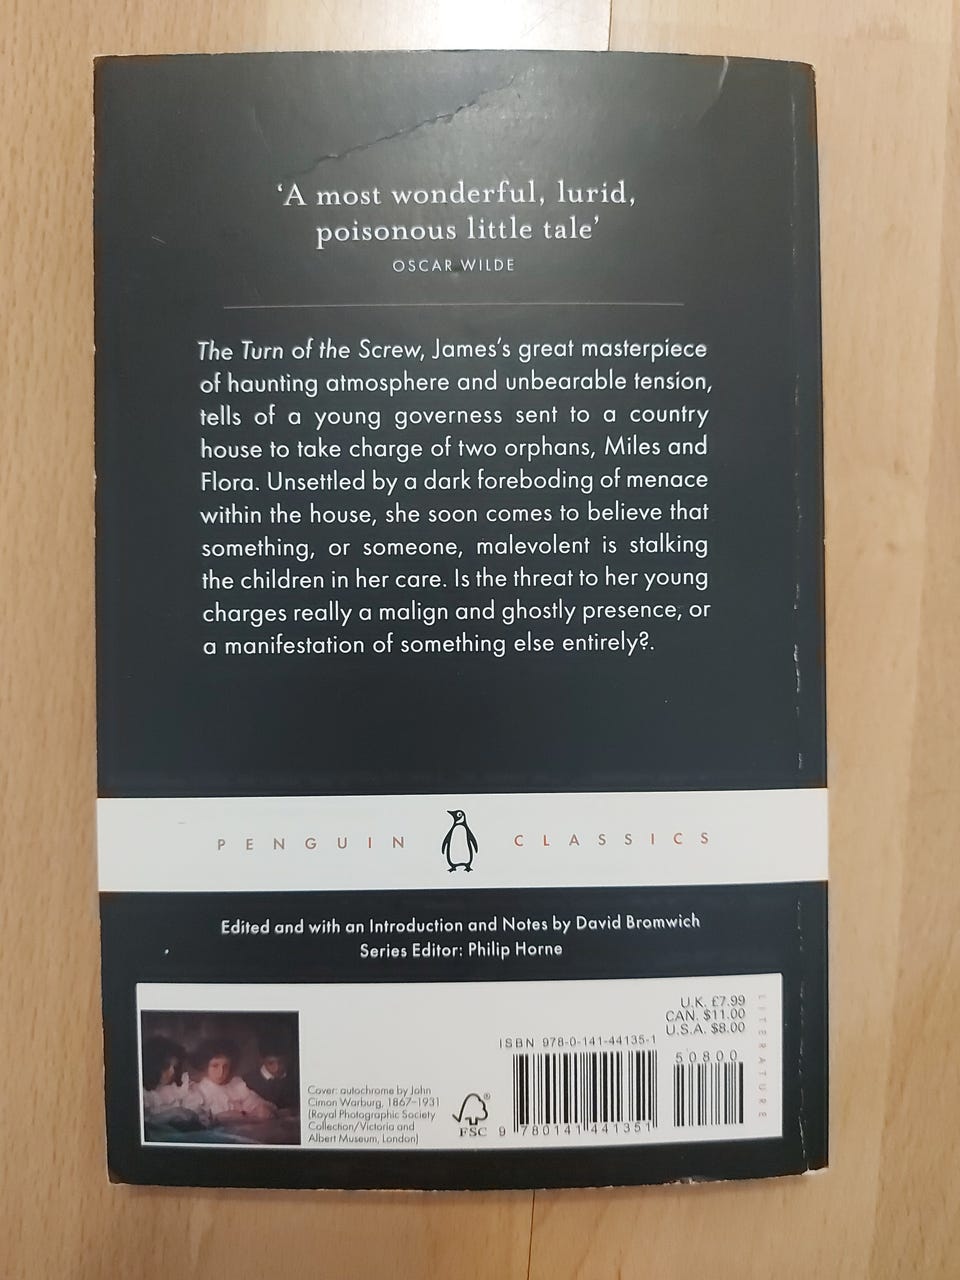 ‘A most wonderful, lurid,
poisonous little tale’
OSCAR WILDE
The Turn of the Screw, James's great masterpiece
of haunting atmosphere and unbearable tension,
tells of a young governess sent to a country
house to take charge of two orphans, Miles and
Flora. Unsettled by a dark foreboding of menace
within the house, she soon comes to believe that
something, or someone, malevolent is stalking
the children in her care. Is the threat to her young
charges really a malign and ghostly presence, or
a manifestation of something else entirely?.
PENGUIN CLASSICS
Edited and with an Introduction and Notes by David Bromwich
Series Editor: Philip Horne
Cover: autochrome by John
Cimon Warburg, 1867–1931
(Royal Photographic Society
Collection/Victoria and
Albert Museum, London)
FSC®
U.K. £7.99
CAN. $11.00
U.S.A. $8.00
ISBN 978-0-141-44135-1
50800
9 780141 441351
LITERATURE